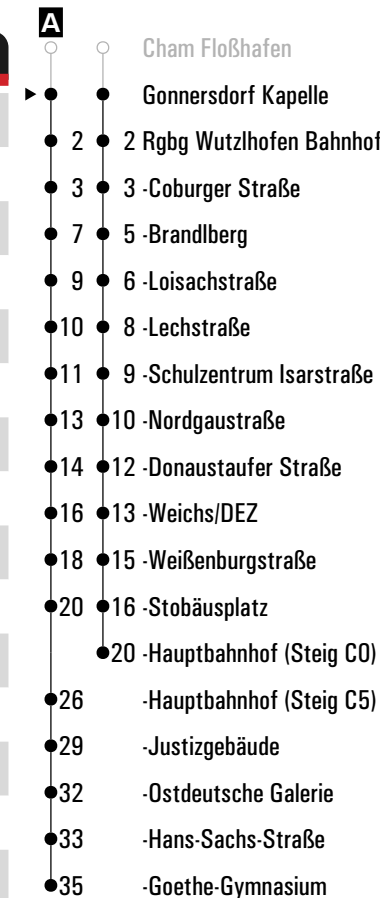 A
Cham Floßhafen
Gonnersdorf Kapelle
2 2 Rgbg Wutzlhofen Bahnhof
3 3 -Coburger Straße
7 5 -Brandlberg
9 6 -Loisachstraße
10 8 -Lechstraße
11 9 -Schulzentrum Isarstraße
13 10 -Nordgaustraße
14 12 -Donaustaufer Straße
16 13 -Weichs/DEZ
18 15 -Weißenburgstraße
20 16 -Stobäusplatz
20 -Hauptbahnhof (Steig C0)
26 -Hauptbahnhof (Steig C5)
29 -Justizgebäude
32 -Ostdeutsche Galerie
33 -Hans-Sachs-Straße
35 -Goethe-Gymnasium